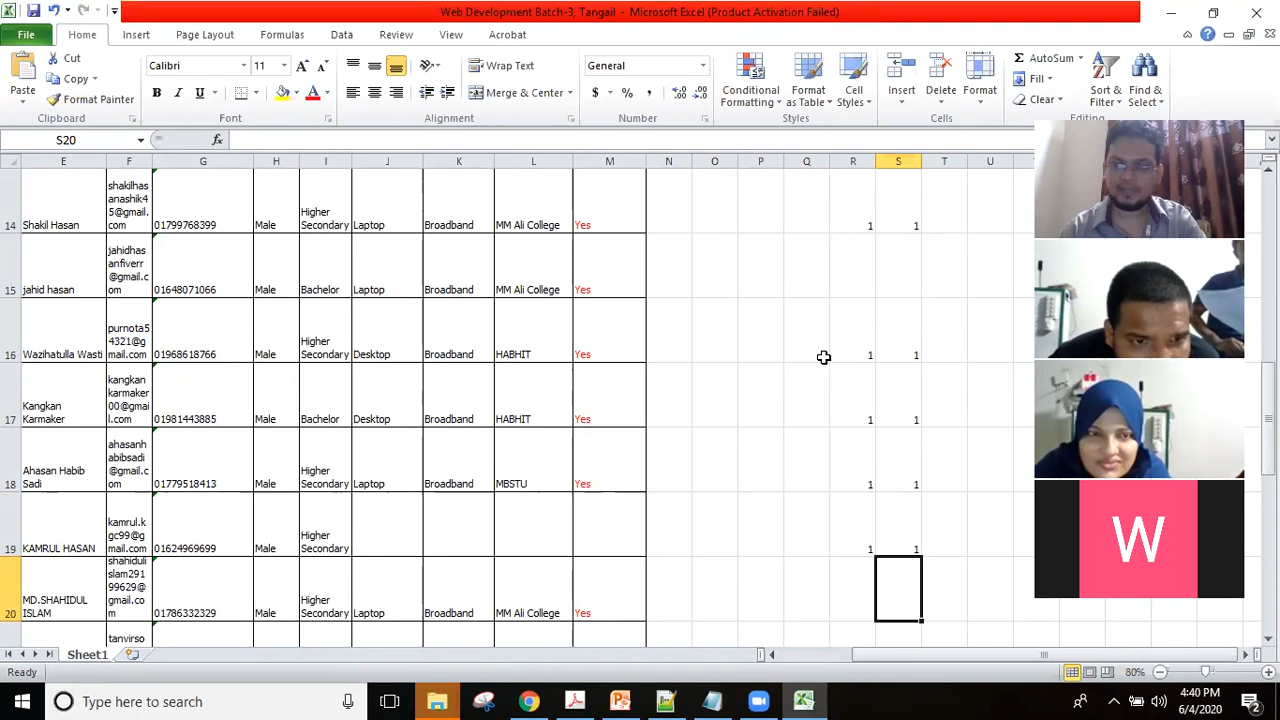 Web Development Batch-3, Tangail - Microsoft Excel (Product Activation Failed)
File Home Insert Page Layout Formulas Data Review View Acrobat
Cut
Copy
Format Painter
Paste
Clipboard
Calibri 11
B I U
Font
Wrap Text
Merge & Center
Alignment
General
$ % ,
Number
Conditional Formatting
Format as Table
Cell Styles
Styles
Insert Delete Format
Cells
AutoSum
Fill
Clear
Sort & Filter
Find & Select
Editing
S20 fx
E F G H I J K L M N O P Q R S T U
14 Shakil Hasan shakilhasanashik45@gmail.com 01799768399 Male Higher Secondary Laptop Broadband MM Ali College Yes 1 1
15 jahid hasan jahidhasanfiverr@gmail.com 01648071066 Male Bachelor Laptop Broadband MM Ali College Yes
16 Wazihatulla Wasti purnota54321@gmail.com 01968618766 Male Higher Secondary Desktop Broadband HABHIT Yes 1 1
17 Kangkan Karmaker kangkankarmaker00@gmail.com 01981443885 Male Bachelor Desktop Broadband HABHIT Yes 1 1
18 Ahasan Habib Sadi ahasanhabibsadi@gmail.com 01779518413 Male Higher Secondary Laptop Broadband MBSTU Yes 1 1
19 KAMRUL HASAN kamrul.kgc99@gmail.com 01624969699 Male Higher Secondary 1 1
20 MD.SHAHIDUL ISLAM shahidulislam29199629@gmail.com 01786332329 Male Higher Secondary Laptop Broadband MM Ali College Yes
tanvirso
W
Sheet1
Ready 80%
Type here to search
4:40 PM
6/4/2020
2